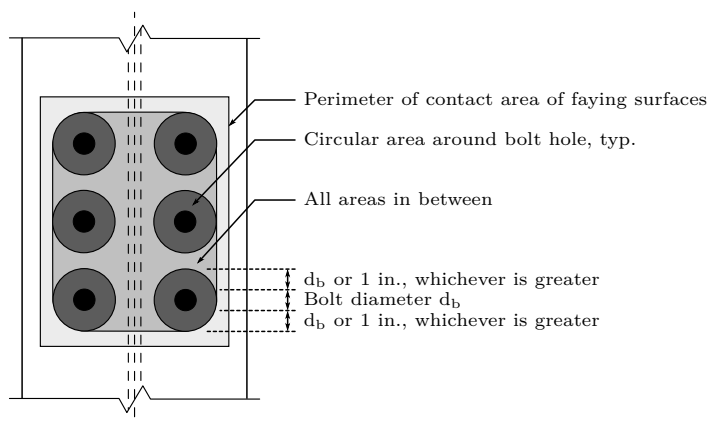 Perimeter of contact area of faying surfaces
Circular area around bolt hole, typ.
All areas in between
d_b or 1 in., whichever is greater
Bolt diameter d_b
d_b or 1 in., whichever is greater